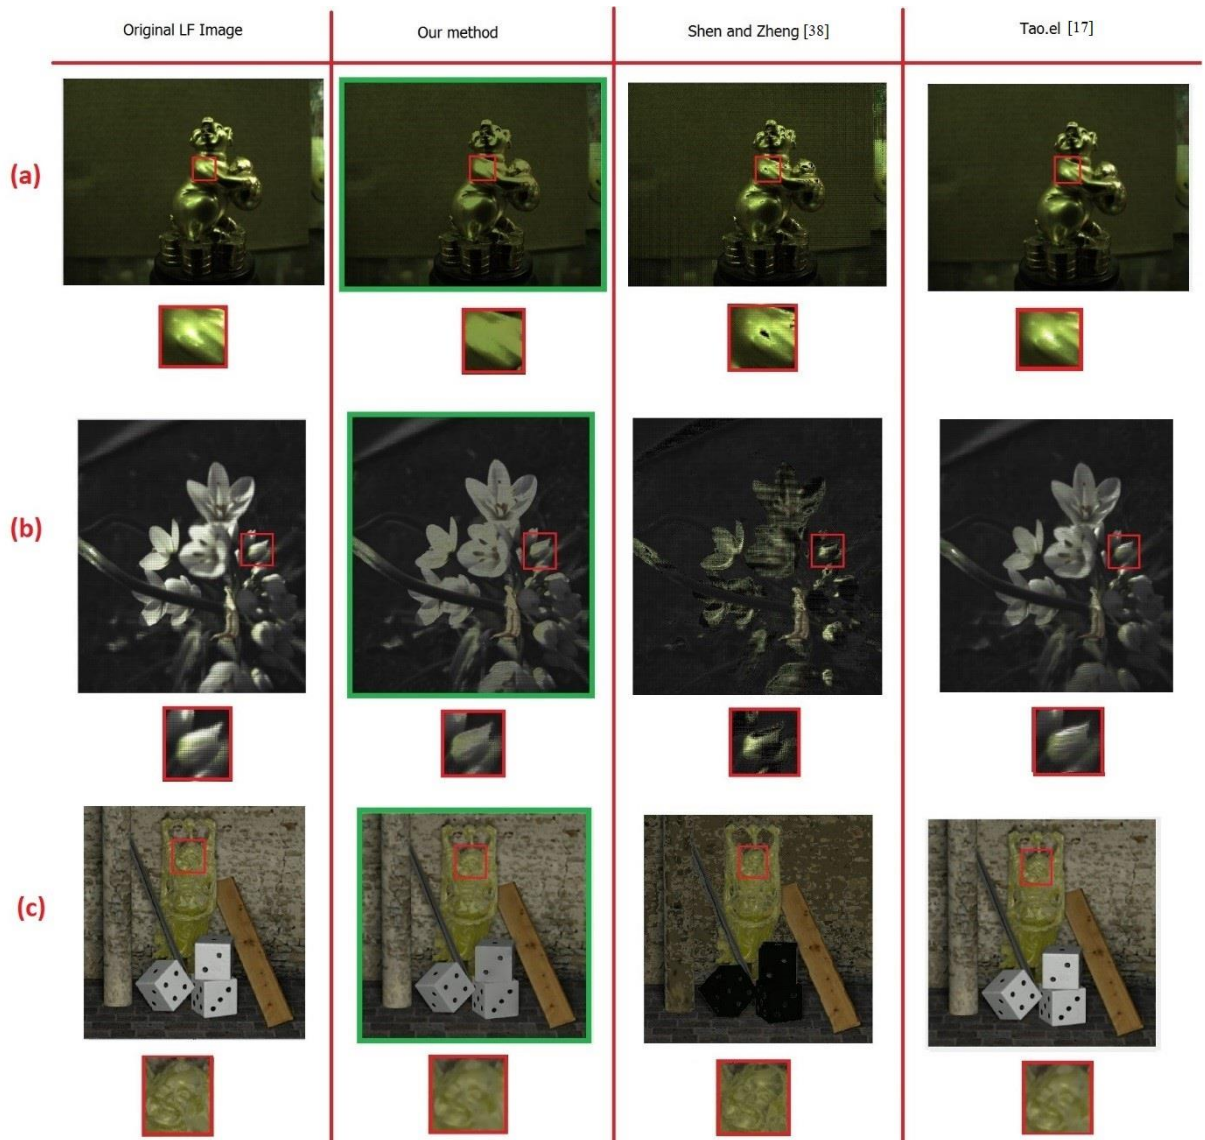 Original LF Image
Our method
Shen and Zheng [38]
Tao.el [17]
(a)
(b)
(c)